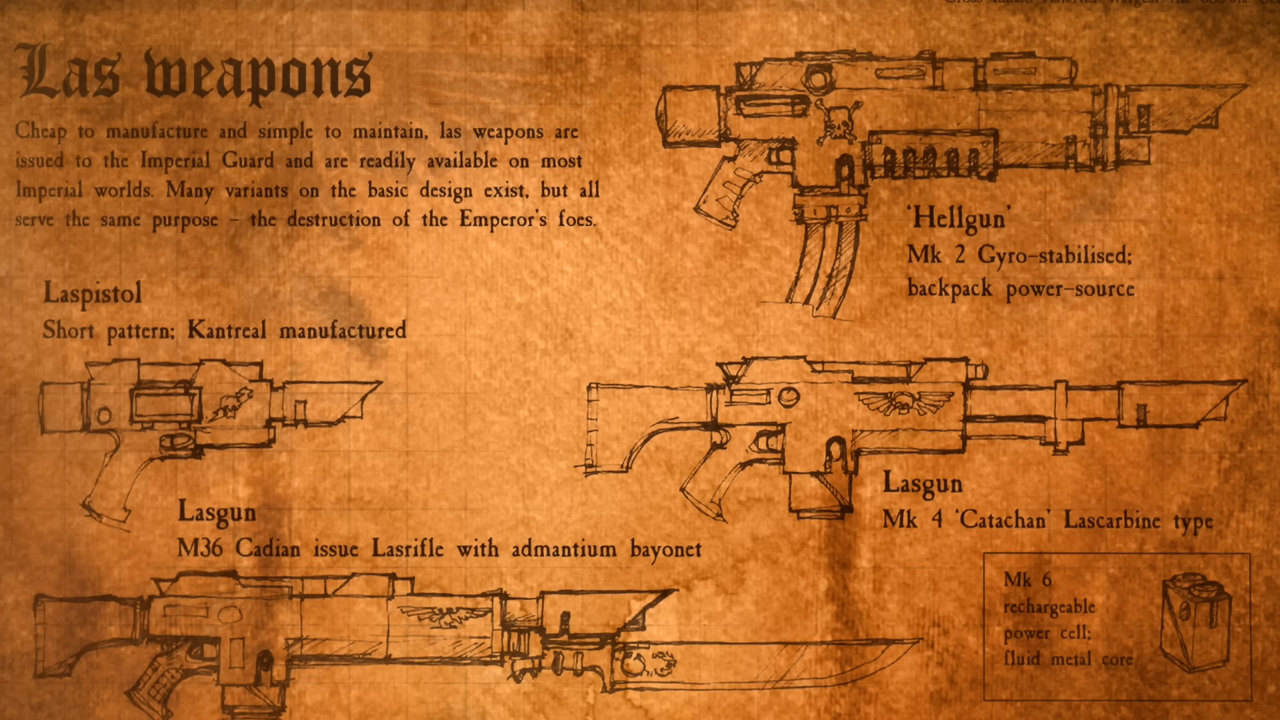 Las weapons
Cheap to manufacture and simple to maintain, las weapons are
issued to the Imperial Guard and are readily available on most
Imperial worlds. Many variants on the basic design exist, but all
serve the same purpose – the destruction of the Emperor's foes.
'Hellgun'
Mk 2 Gyro-stabilised;
backpack power-source
Laspistol
Short pattern; Kantreal manufactured
Lasgun
Mk 4 'Catachan' Lascarbine type
Lasgun
M36 Cadian issue Lasrifle with admantium bayonet
Mk 6
rechargeable
power cell;
fluid metal core